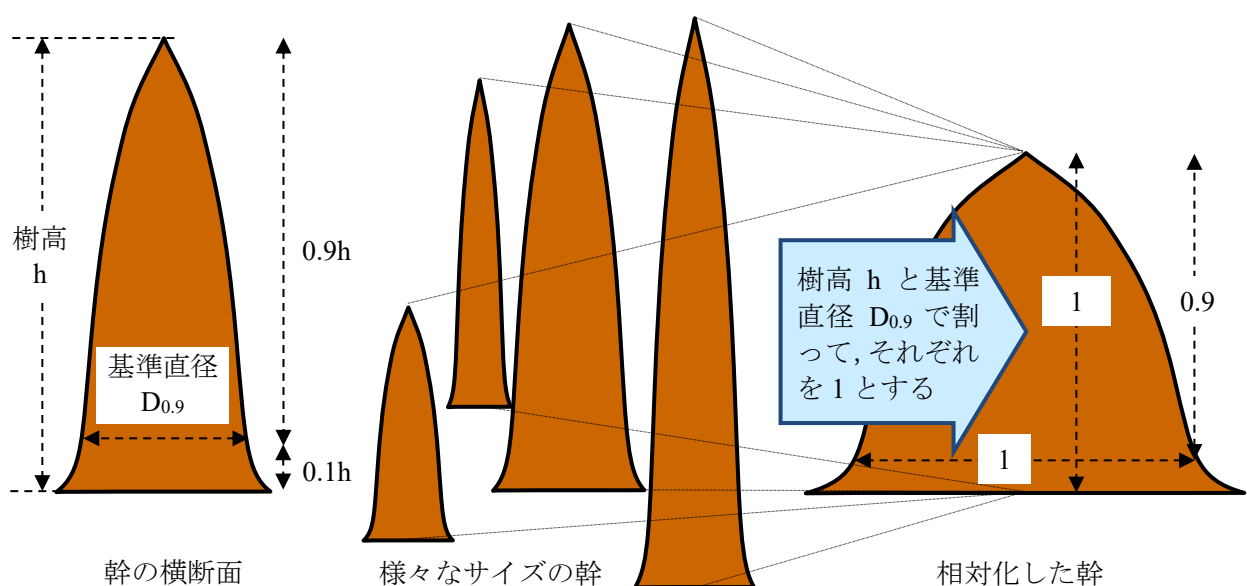 樹高
h
0.9h
基準直径
D0.9
0.1h
幹の横断面
様々なサイズの幹
樹高 h と基準
直径 D0.9 で割
って,それぞれ
を 1 とする
1
0.9
1
相対化した幹